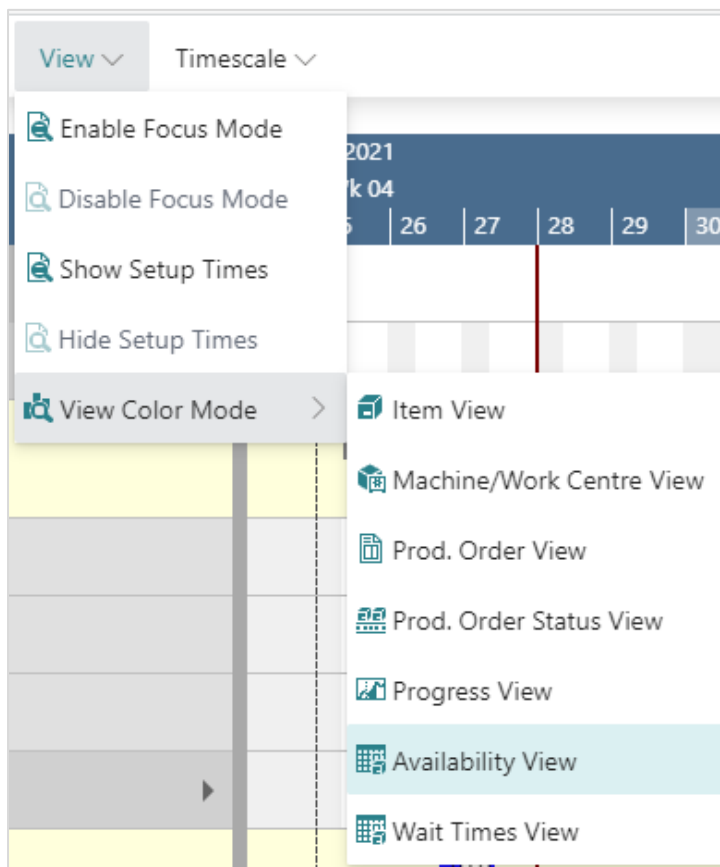 View Timescale
Enable Focus Mode
Disable Focus Mode
Show Setup Times
Hide Setup Times
View Color Mode
2021
04
26 27 28 29 30
Item View
Machine/Work Centre View
Prod. Order View
Prod. Order Status View
Progress View
Availability View
Wait Times View